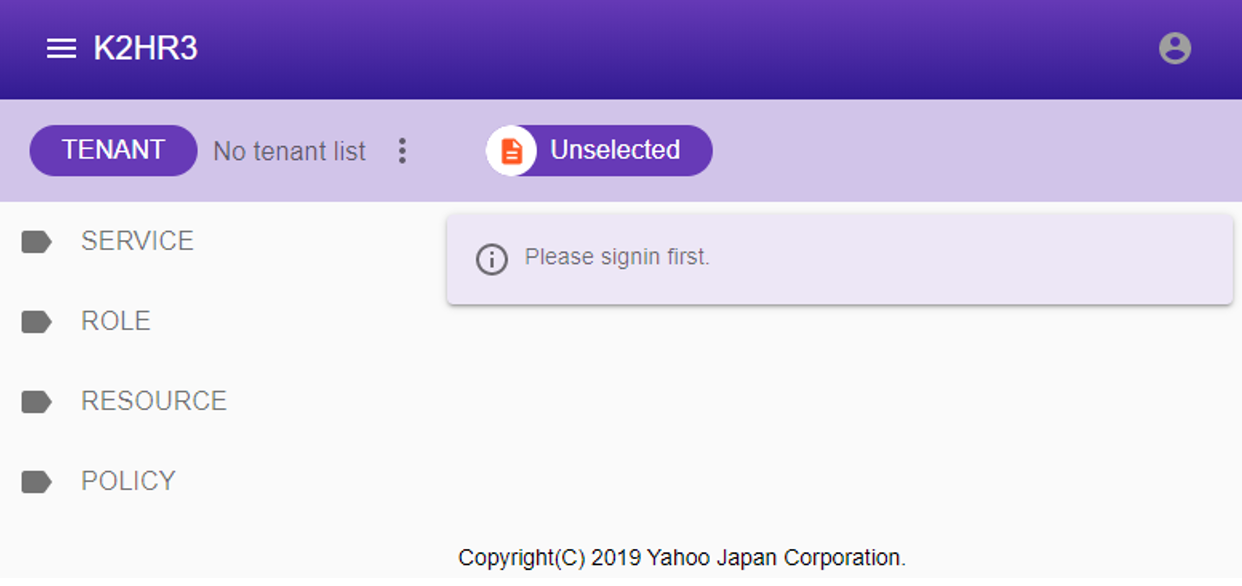 K2HR3
TENANT No tenant list Unselected
SERVICE
Please signin first.
ROLE
RESOURCE
POLICY
Copyright(C) 2019 Yahoo Japan Corporation.